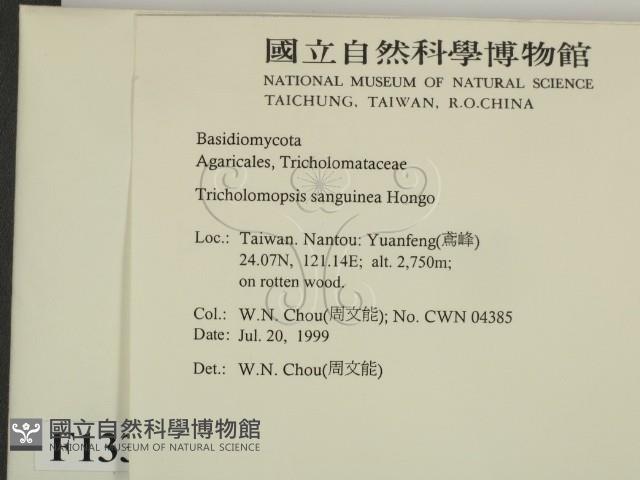 國立自然科學博物館
NATIONAL MUSEUM OF NATURAL SCIENCE
TAICHUNG, TAIWAN, R.O.CHINA
Basidiomycota
Agaricales, Tricholomataceae
Tricholomopsis sanguinea Hongo
Loc.: Taiwan. Nantou: Yuanfeng(鳶峰)
24.07N, 121.14E; alt. 2,750m;
on rotten wood.
Col.: W.N. Chou(周文能); No. CWN 04385
Date: Jul. 20, 1999
Det.: W.N. Chou(周文能)
國立自然科學博物館
NATIONAL MUSEUM OF NATURAL SCIENCE